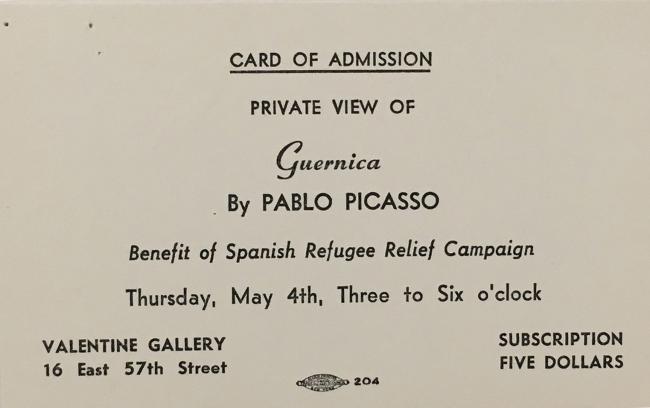 CARD OF ADMISSION
PRIVATE VIEW OF
Guernica
By PABLO PICASSO
Benefit of Spanish Refugee Relief Campaign
Thursday, May 4th, Three to Six o'clock
VALENTINE GALLERY
16 East 57th Street
SUBSCRIPTION
FIVE DOLLARS
204